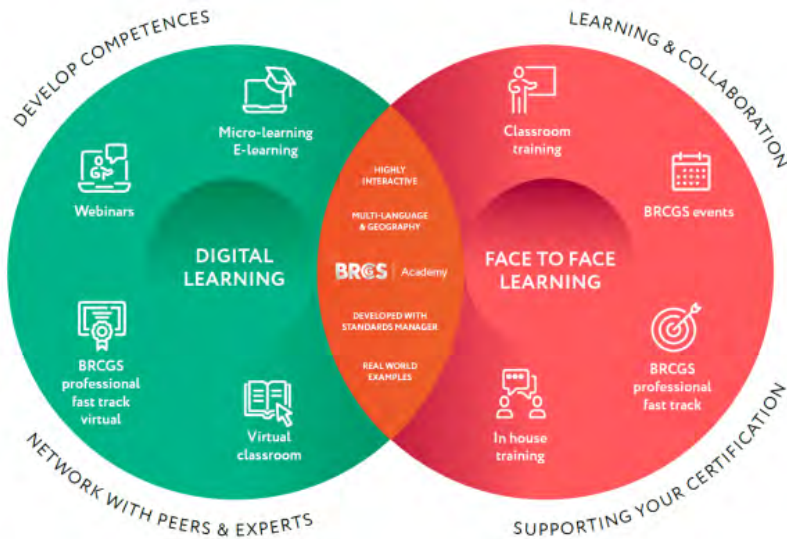 DEVELOP COMPETENCES
LEARNING & COLLABORATION
Micro-learning
E-learning
Webinars
DIGITAL
LEARNING
BRCGS
professional
fast track
virtual
Virtual
classroom
HIGHLY
INTERACTIVE
MULTI-LANGUAGE
& GEOGRAPHY
BRCGS | Academy
DEVELOPED WITH
STANDARDS MANAGER
REAL WORLD
EXAMPLES
Classroom
training
BRCGS events
FACE TO FACE
LEARNING
BRCGS
professional
fast track
In house
training
NETWORK WITH PEERS & EXPERTS
SUPPORTING YOUR CERTIFICATION